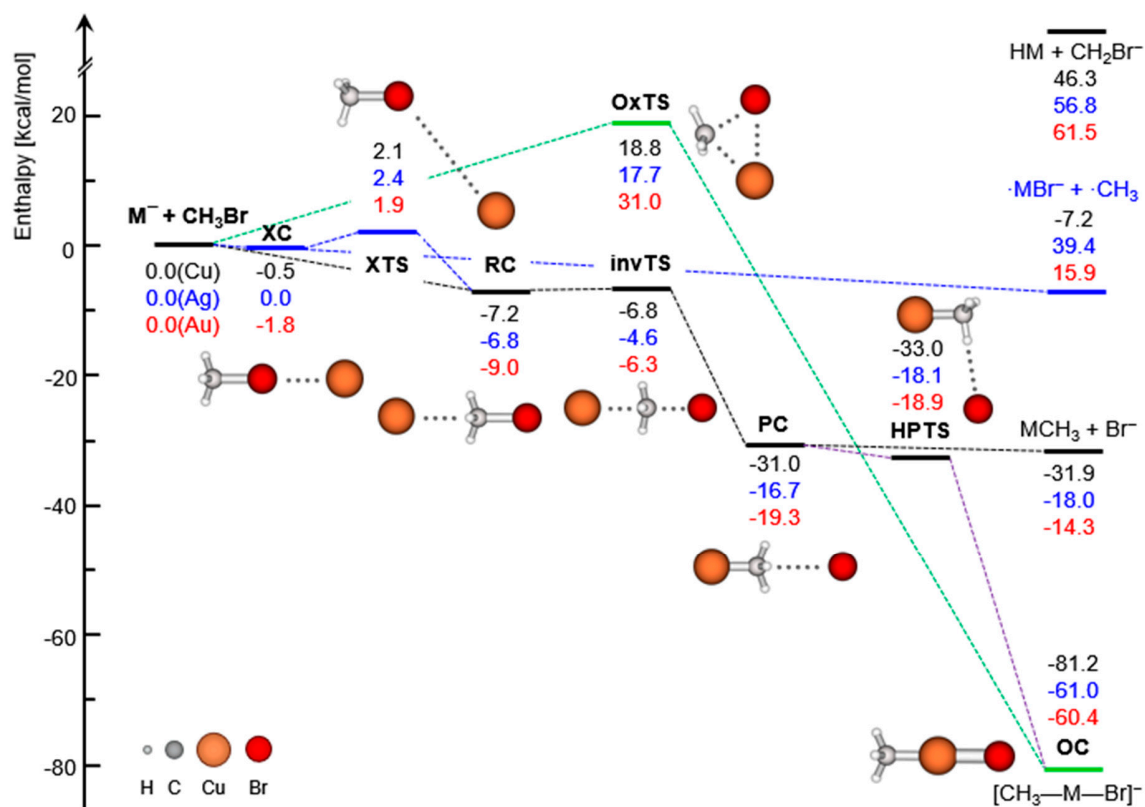 HM + CH₂Br⁻
46.3
56.8
61.5
OxTS
18.8
17.7
31.0
2.1
2.4
1.9
XTS
·MBr⁻ + ·CH₃
-7.2
39.4
15.9
M⁻ + CH₃Br
0.0(Cu)
0.0(Ag)
0.0(Au)
XC
-0.5
0.0
-1.8
RC
-7.2
-6.8
-9.0
invTS
-6.8
-4.6
-6.3
-33.0
-18.1
-18.9
HPTS
PC
-31.0
-16.7
-19.3
MCH₃ + Br⁻
-31.9
-18.0
-14.3
-81.2
-61.0
-60.4
OC
[CH₃—M—Br]⁻
Enthalpy [kcal/mol]
20
0
-20
-40
-60
-80
H C Cu Br